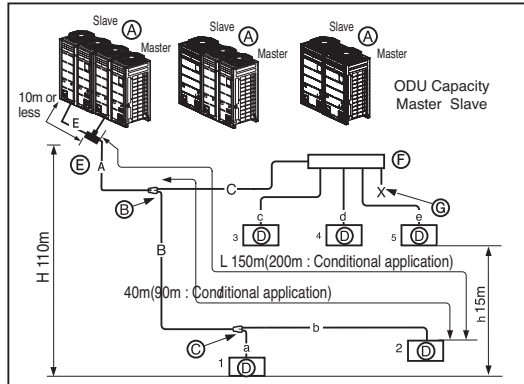 Slave Ⓐ
Master
Slave Ⓐ
Master
Slave Ⓐ
Master
ODU Capacity
Master Slave
10m or
less
E
Ⓔ
A
Ⓕ
C
X
Ⓖ
Ⓑ
c
d
e
3 Ⓓ
4 Ⓓ
5 Ⓓ
B
H 110m
L 150m(200m : Conditional application)
40m(90m : Conditional application)
h 15m
b
Ⓒ
a
2 Ⓓ
1 Ⓓ